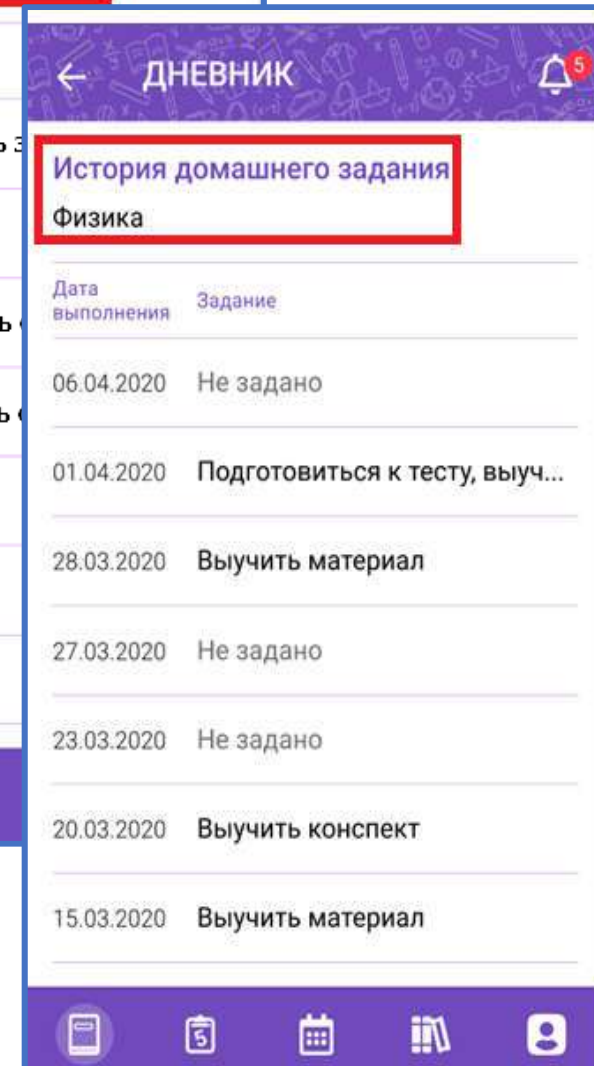 ДНЕВНИК
5
История домашнего задания
Физика
Дата выполнения
Задание
06.04.2020 Не задано
01.04.2020 Подготовиться к тесту, выуч...
28.03.2020 Выучить материал
27.03.2020 Не задано
23.03.2020 Не задано
20.03.2020 Выучить конспект
15.03.2020 Выучить материал
5